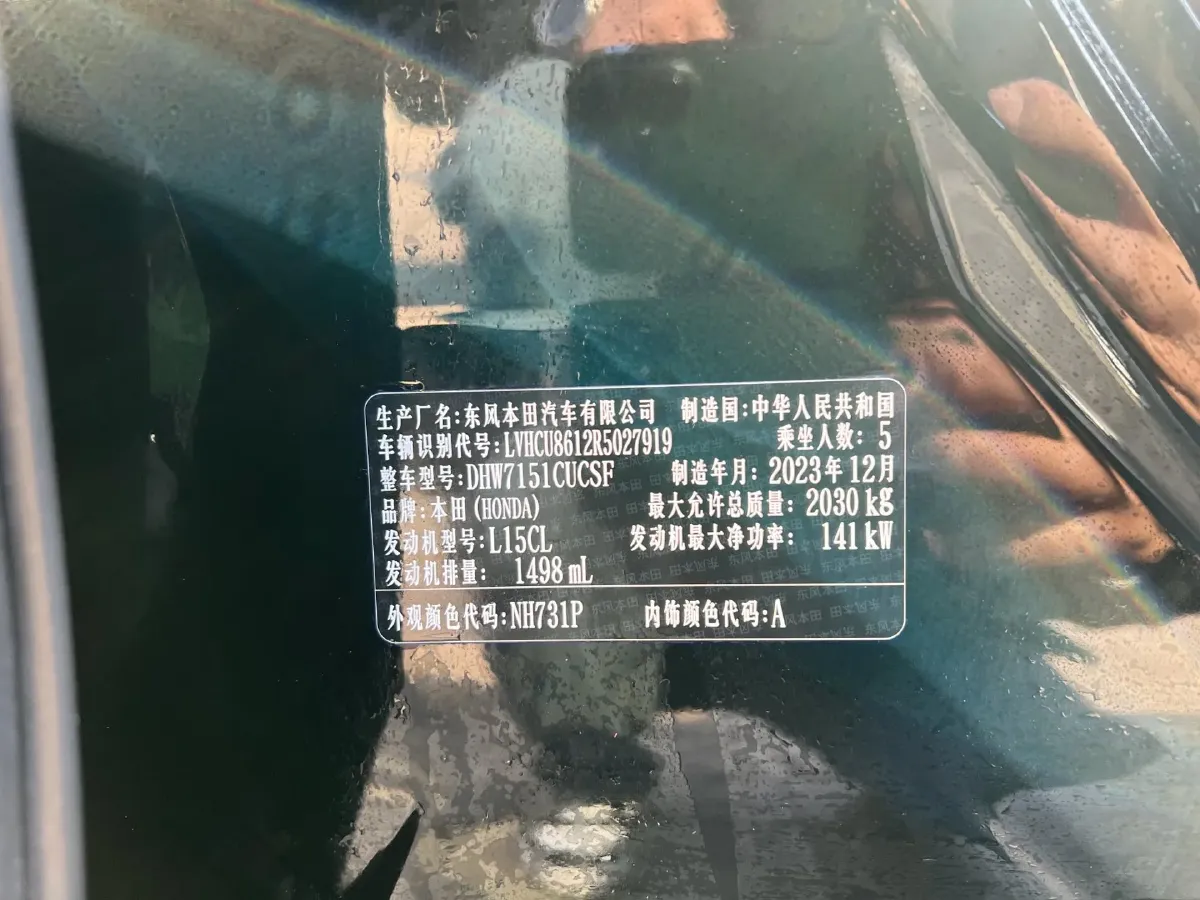 生产厂名:东风本田汽车有限公司 制造国:中华人民共和国
车辆识别代号:LVHCU8612R5027919 乘坐人数: 5
整车型号:DHW7151CUCSF 制造年月: 2023年12月
品牌:本田(HONDA) 最大允许总质量: 2030 kg
发动机型号:L15CL 发动机最大净功率: 141 kW
发动机排量: 1498 mL
外观颜色代码:NH731P 内饰颜色代码:A